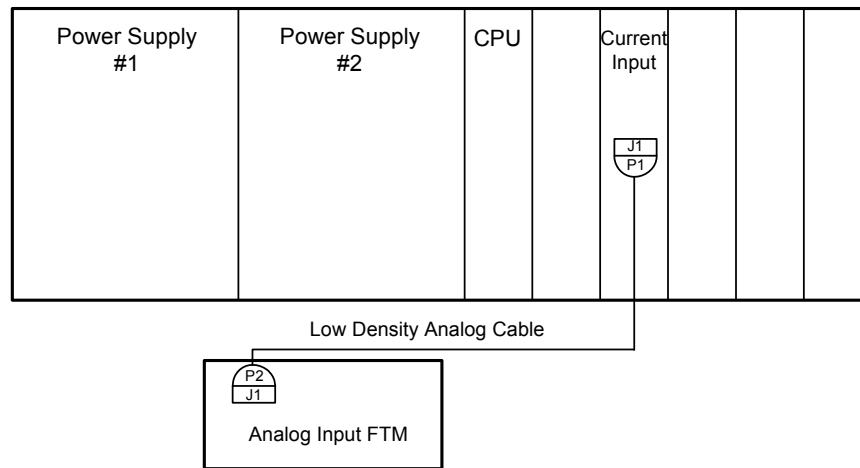 Power Supply
#1
Power Supply
#2
CPU
Current
Input
J1
P1
Low Density Analog Cable
P2
J1
Analog Input FTM